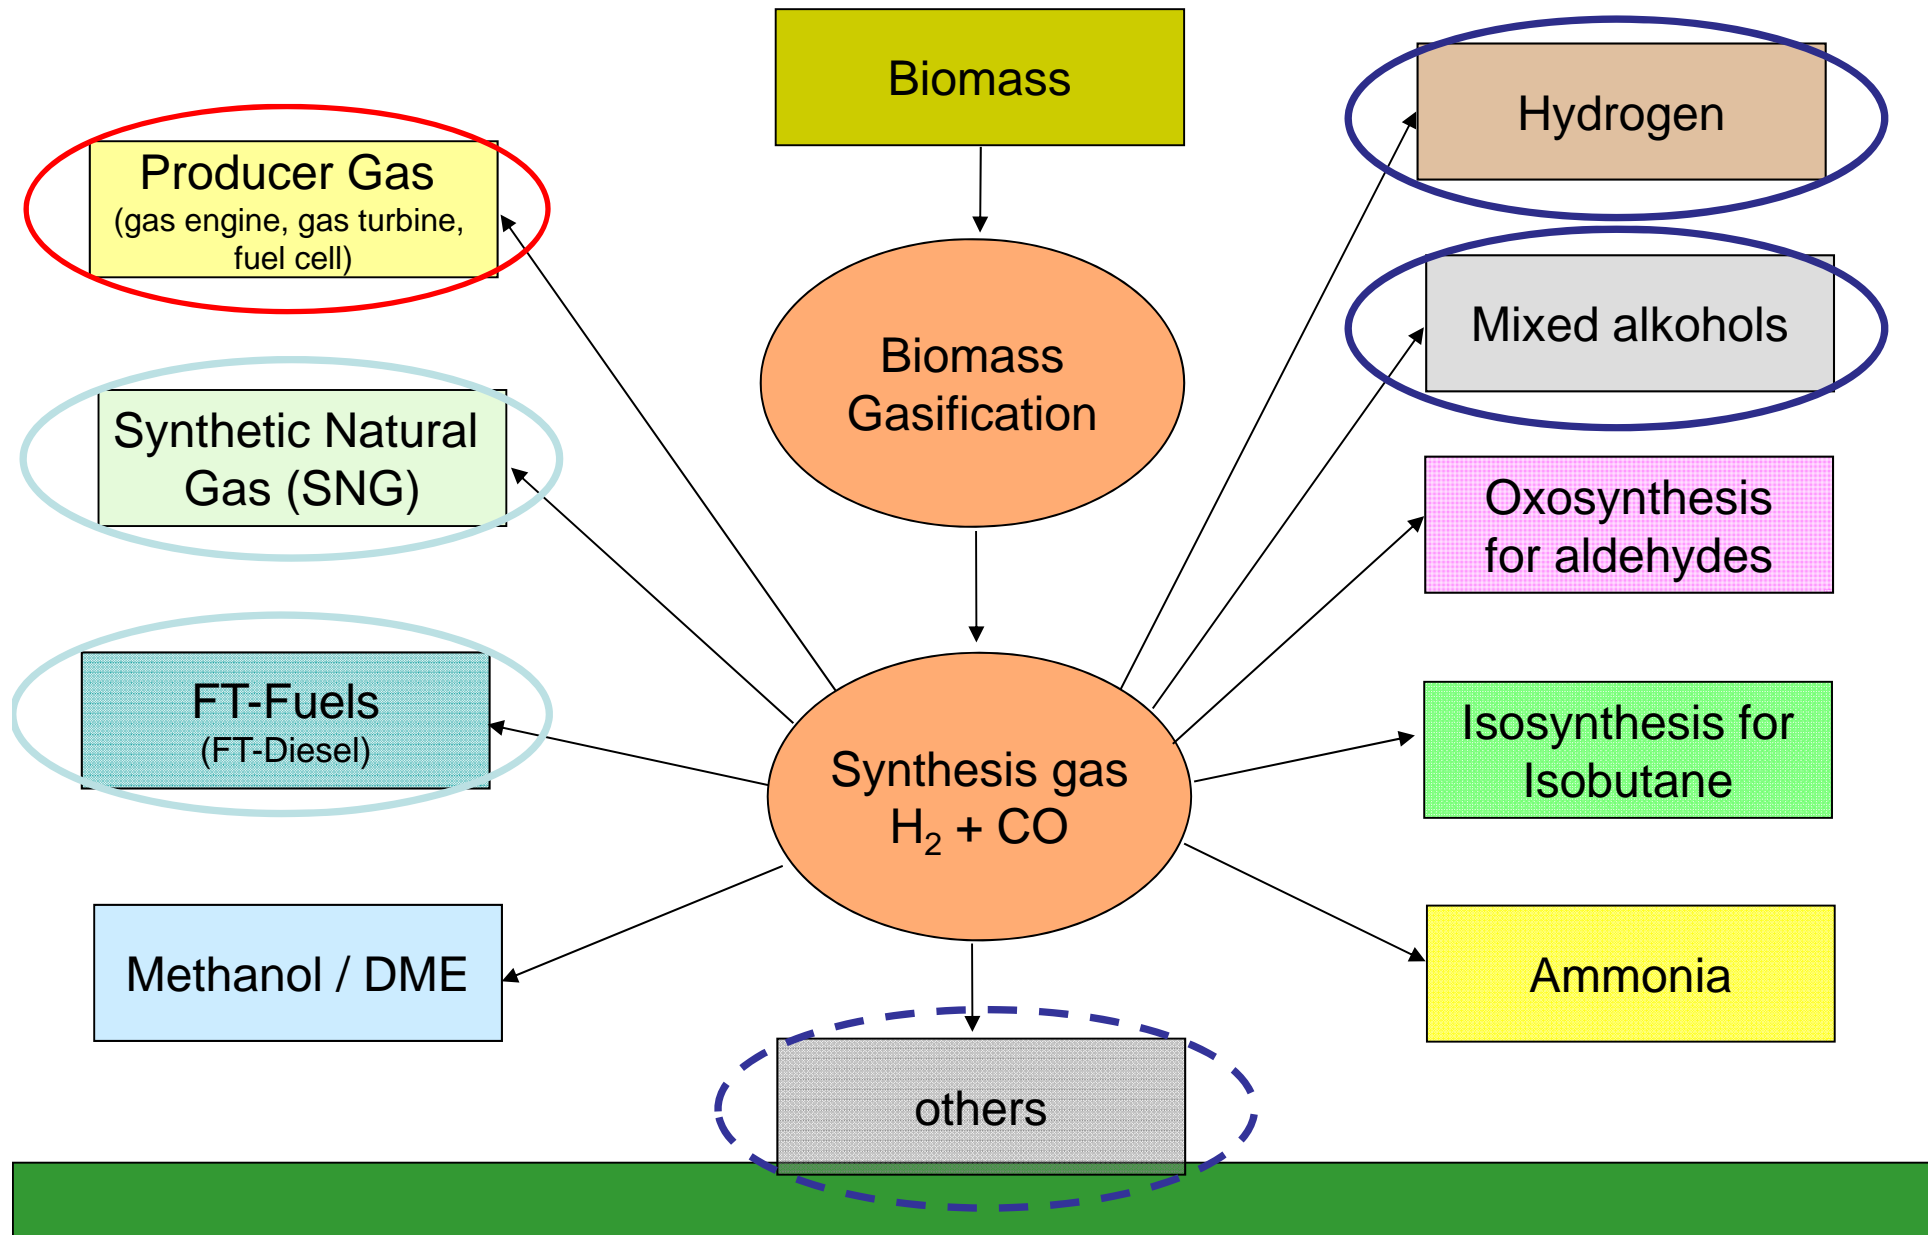 Biomass
Hydrogen
Producer Gas
(gas engine, gas turbine,
fuel cell)
Mixed alkohols
Biomass
Gasification
Synthetic Natural
Gas (SNG)
Oxosynthesis
for aldehydes
FT-Fuels
(FT-Diesel)
Isosynthesis for
Isobutane
Synthesis gas
H₂ + CO
Methanol / DME
Ammonia
others